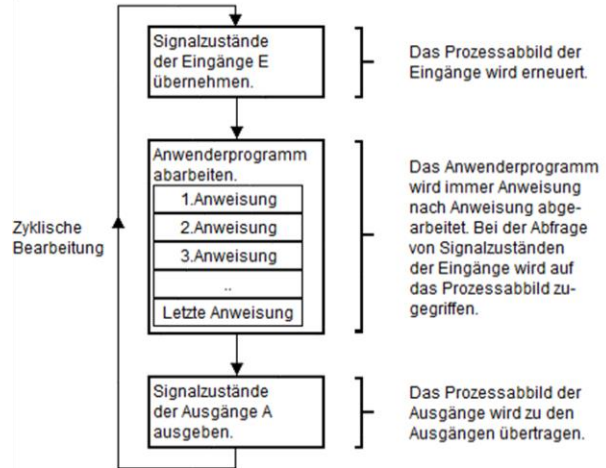 Signalzustände
der Eingänge E
übernehmen.
Das Prozessabbild der
Eingänge wird erneuert.
Zyklische
Bearbeitung
Anwenderprogramm
abarbeiten.
1.Anweisung
2.Anweisung
3.Anweisung
..
Letzte Anweisung
Das Anwenderprogramm
wird immer Anweisung
nach Anweisung abge-
arbeitet. Bei der Abfrage
von Signalzuständen
der Eingänge wird auf
das Prozessabbild zu-
gegriffen.
Signalzustände
der Ausgänge A
ausgeben.
Das Prozessabbild der
Ausgänge wird zu den
Ausgängen übertragen.